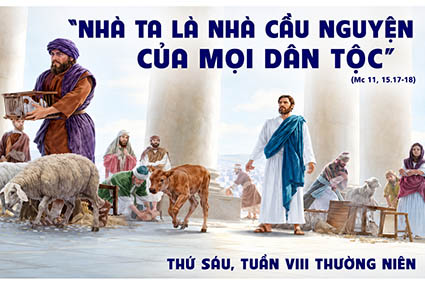 “NHÀ TA LÀ NHÀ CẦU NGUYỆN
CỦA MỌI DÂN TỘC”
(Mc 11, 15.17-18)
THỨ SÁU, TUẦN VIII THƯỜNG NIÊN